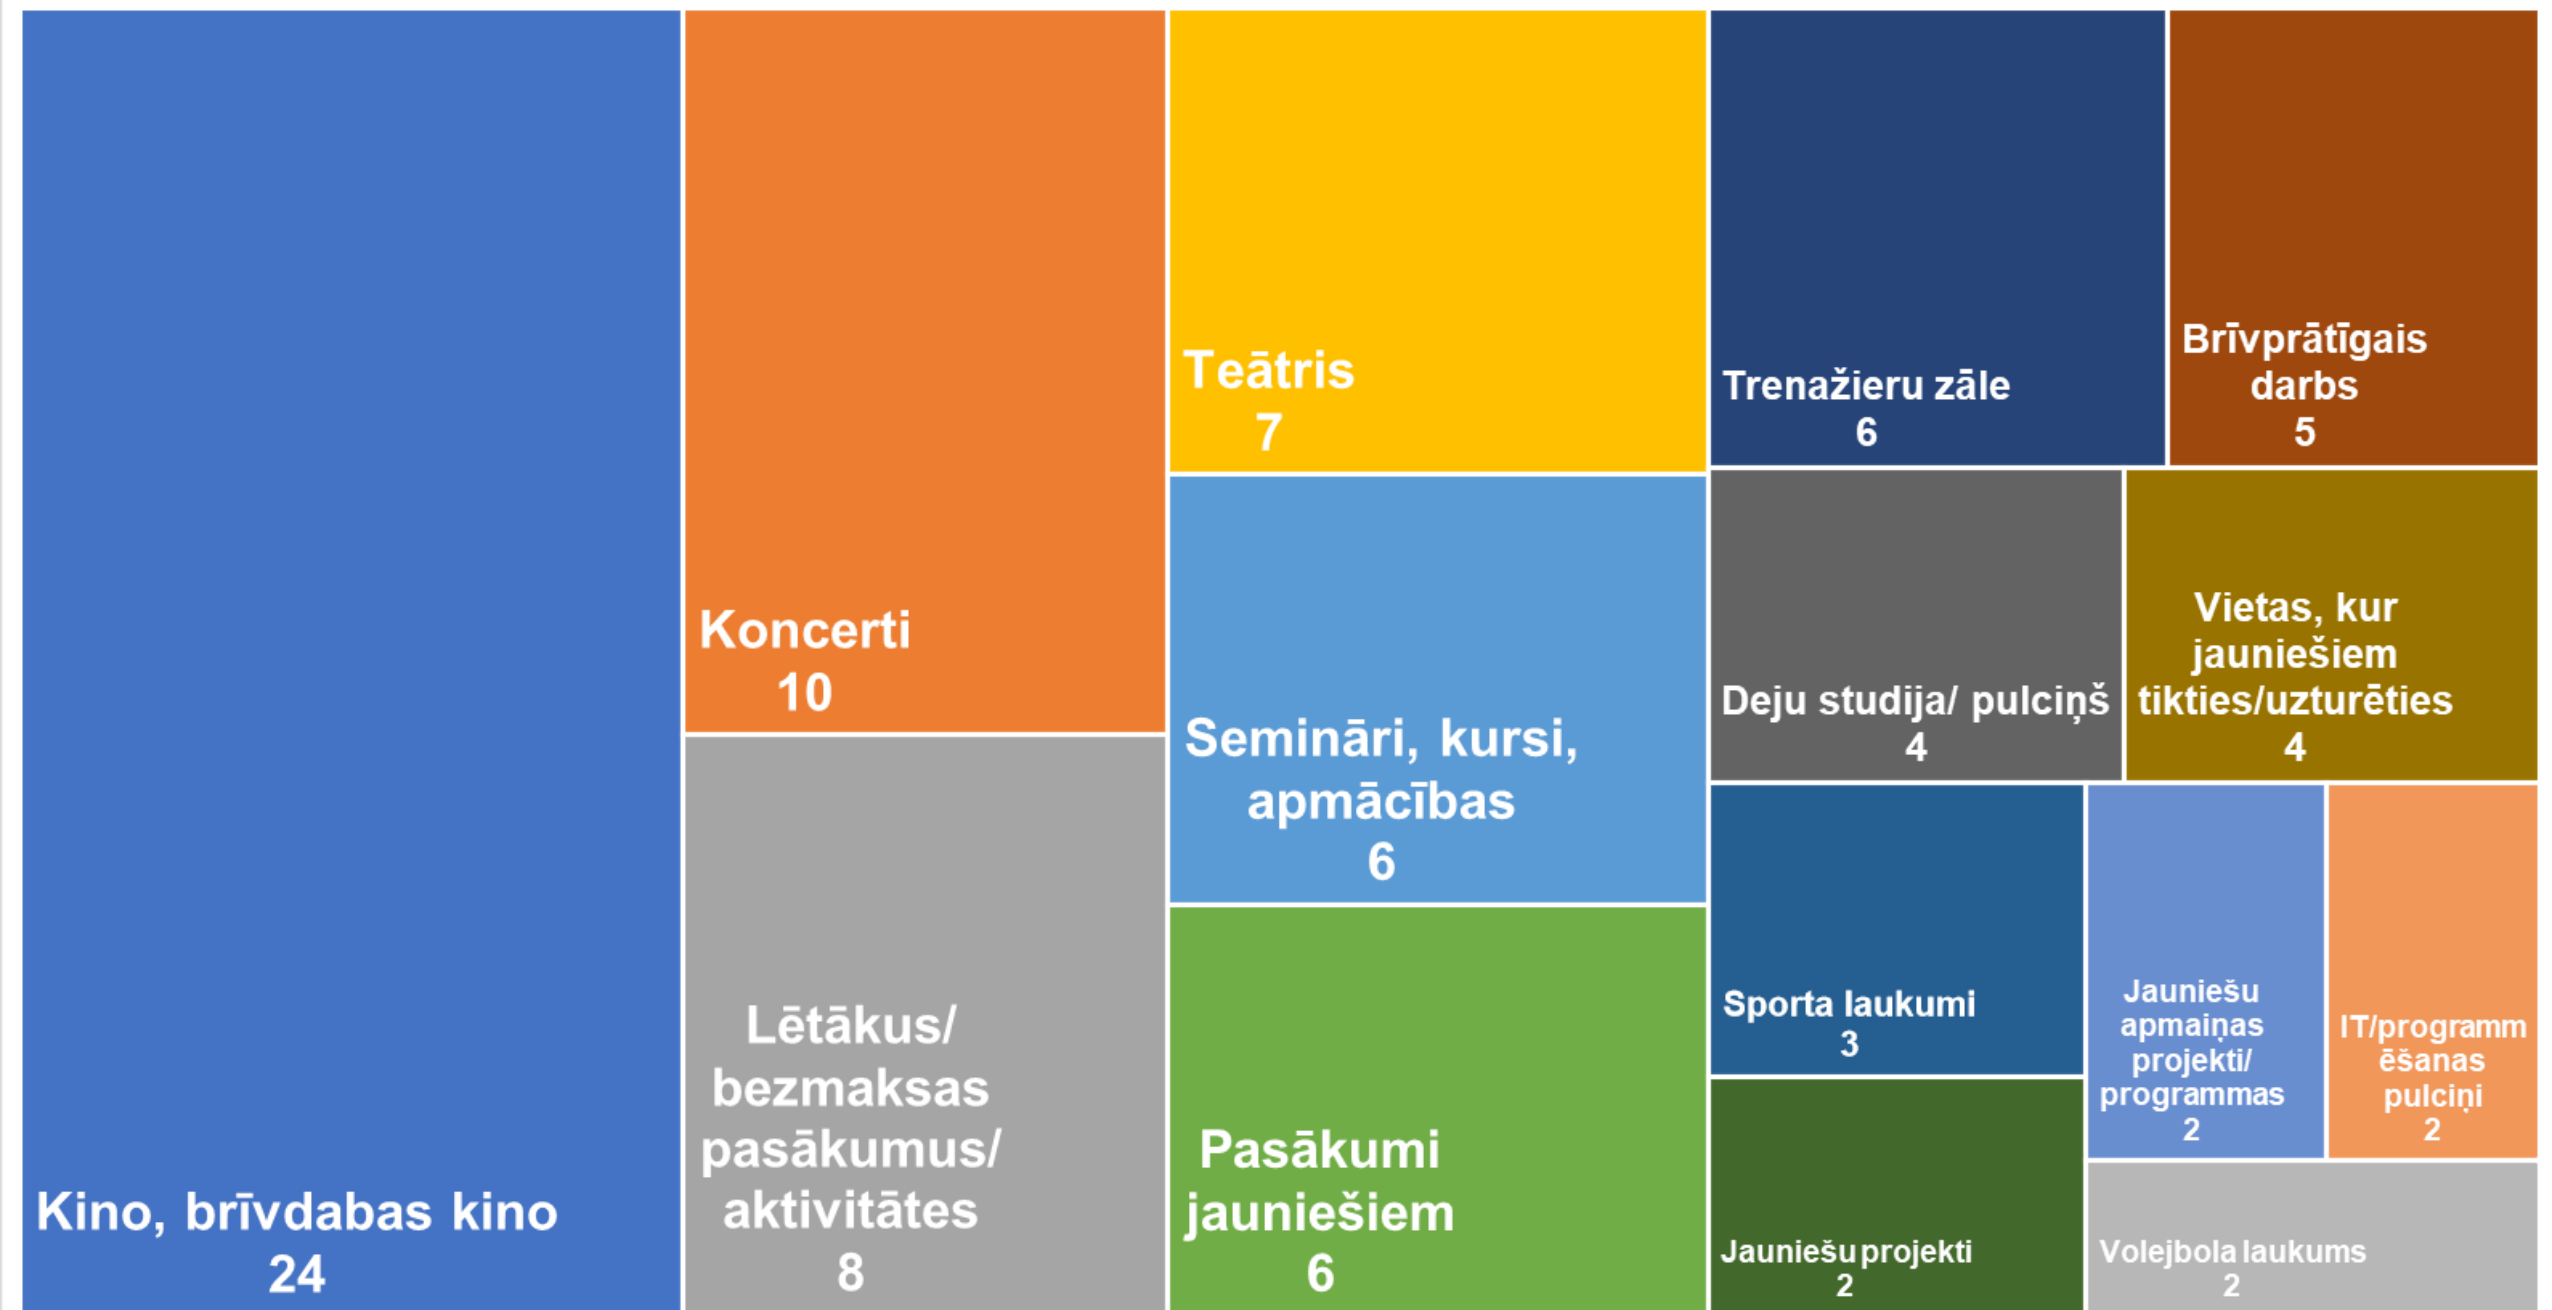 Kino, brīvdabas kino
24
Koncerti
10
Lētākus/
bezmaksas
pasākumus/
aktivitātes
8
Teātris
7
Semināri, kursi,
apmācības
6
Pasākumi
jauniešiem
6
Trenažieru zāle
6
Brīvprātīgais
darbs
5
Deju studija/ pulciņš
4
Vietas, kur
jauniešiem
tikties/uzturēties
4
Sporta laukumi
3
Jauniešu projekti
2
Jauniešu
apmaiņas
projekti/
programmas
2
IT/programm
ēšanas
pulciņi
2
Volejbola laukums
2